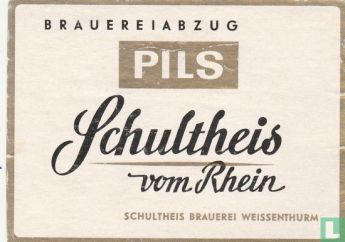 BRAUEREIABZUG
PILS
Schultheis
vom Rhein
SCHULTHEIS BRAUEREI WEISSENTHURM